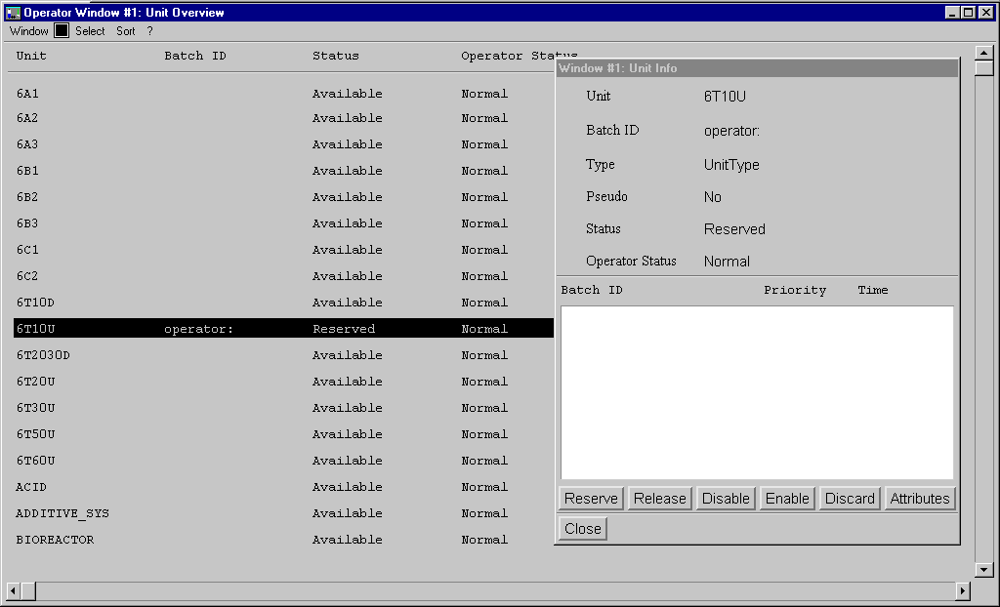 Operator Window #1: Unit Overview
Window Select Sort ?
Unit Batch ID Status Operator Status
6A1 Available Normal
6A2 Available Normal
6A3 Available Normal
6B1 Available Normal
6B2 Available Normal
6B3 Available Normal
6C1 Available Normal
6C2 Available Normal
6T10D Available Normal
6T10U operator: Reserved Normal
6T2030D Available Normal
6T20U Available Normal
6T30U Available Normal
6T50U Available Normal
6T60U Available Normal
ACID Available Normal
ADDITIVE_SYS Available Normal
BIOREACTOR Available Normal
Window #1: Unit Info
Unit 6T10U
Batch ID operator:
Type UnitType
Pseudo No
Status Reserved
Operator Status Normal
Batch ID Priority Time
Reserve Release Disable Enable Discard Attributes
Close